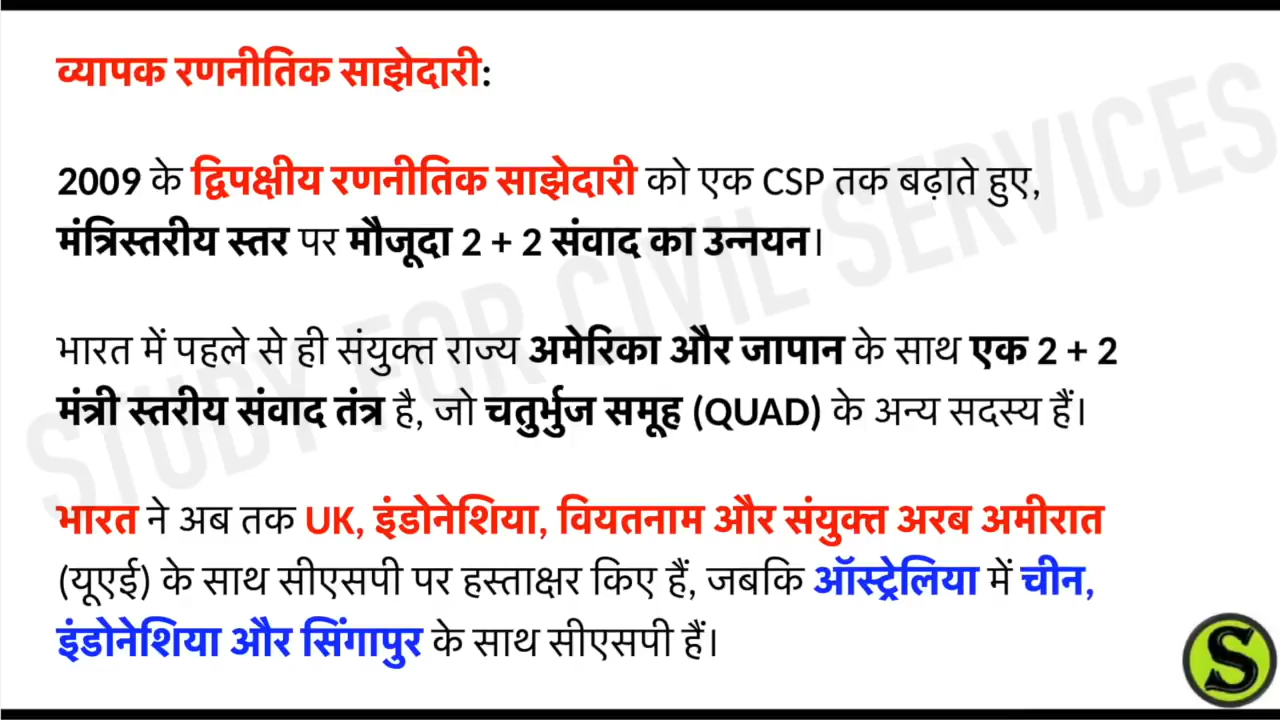 व्यापक रणनीतिक साझेदारी:
2009 के द्विपक्षीय रणनीतिक साझेदारी को एक CSP तक बढ़ाते हुए,
मंत्रिस्तरीय स्तर पर मौजूदा 2 + 2 संवाद का उन्नयन।
भारत में पहले से ही संयुक्त राज्य अमेरिका और जापान के साथ एक 2 + 2
मंत्री स्तरीय संवाद तंत्र है, जो चतुर्भुज समूह (QUAD) के अन्य सदस्य हैं।
भारत ने अब तक UK, इंडोनेशिया, वियतनाम और संयुक्त अरब अमीरात
(यूएई) के साथ सीएसपी पर हस्ताक्षर किए हैं, जबकि ऑस्ट्रेलिया में चीन,
इंडोनेशिया और सिंगापुर के साथ सीएसपी हैं।
STUDY FOR CIVIL SERVICES
S